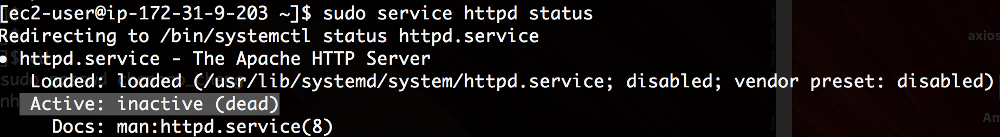 [ec2-user@ip-172-31-9-203 ~]$ sudo service httpd status
Redirecting to /bin/systemctl status httpd.service
● httpd.service - The Apache HTTP Server
   Loaded: loaded (/usr/lib/systemd/system/httpd.service; disabled; vendor preset: disabled)
   Active: inactive (dead)
     Docs: man:httpd.service(8)
axios
Am